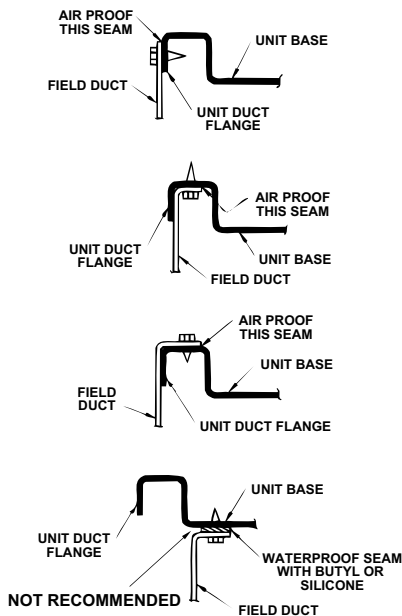 AIR PROOF
THIS SEAM
UNIT BASE
FIELD DUCT
UNIT DUCT
FLANGE
AIR PROOF
THIS SEAM
UNIT DUCT
FLANGE
UNIT BASE
FIELD DUCT
AIR PROOF
THIS SEAM
UNIT BASE
FIELD
DUCT
UNIT DUCT FLANGE
UNIT BASE
UNIT DUCT
FLANGE
WATERPROOF SEAM
WITH BUTYL OR
SILICONE
NOT RECOMMENDED
FIELD DUCT